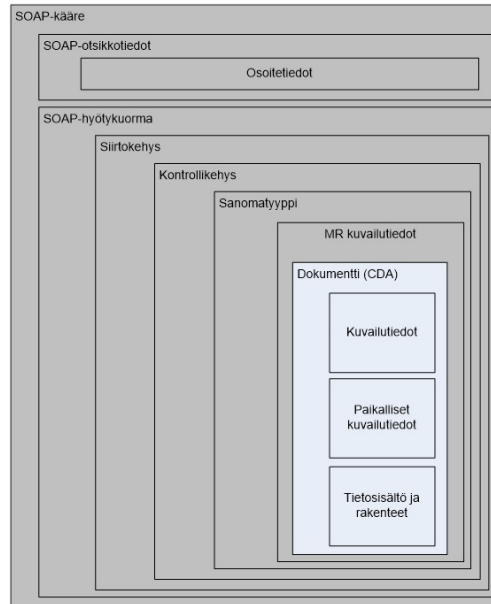 SOAP-kääre
SOAP-otsikkotiedot
Osoitetiedot
SOAP-hyötykuorma
Siirtokehys
Kontrollikehys
Sanomatyyppi
MR kuvailutiedot
Dokumentti (CDA)
Kuvailutiedot
Paikalliset
kuvailutiedot
Tietosisältö ja
rakenteet